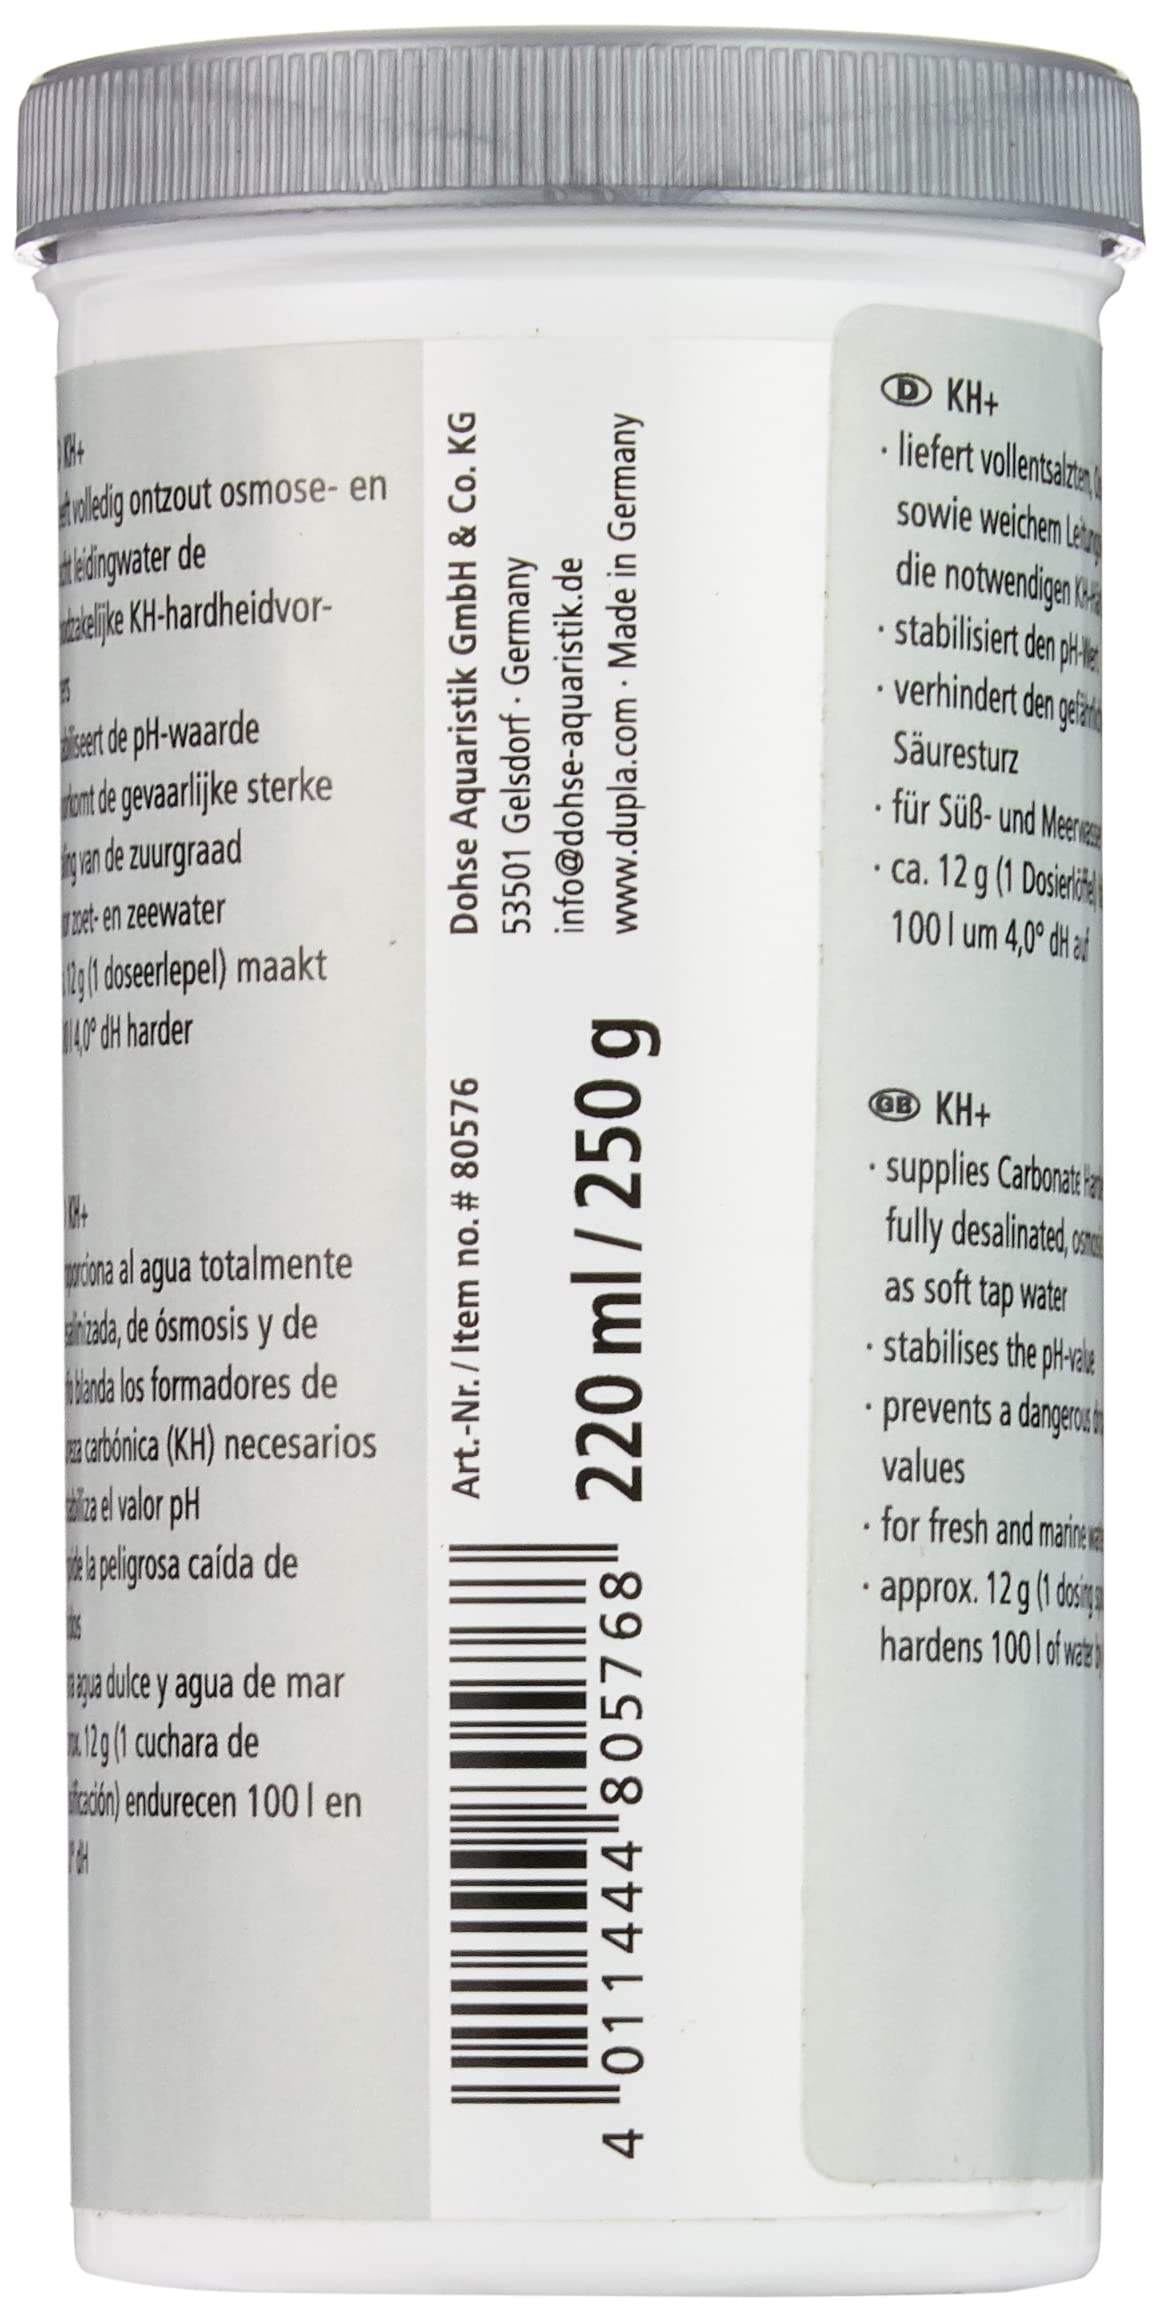 KH+
volledig ontzout osmose- en
leidingwater de
KH-hardheidvor-
de pH-waarde
de gevaarlijke sterke
van de zuurgraad
zoet- en zeewater
12 g (1 doseerlepel) maakt
4,0° dH harder
KH+
al agua totalmente
de ósmosis y de
blanda los formadores de
carbónica (KH) necesarios
el valor pH
la peligrosa caída de
agua dulce y agua de mar
12 g (1 cuchara de
endurecen 100 l en
dH
Dohse Aquaristik GmbH & Co. KG
53501 Gelsdorf · Germany
info@dohse-aquaristik.de
www.dupla.com · Made in Germany
Art.-Nr. / Item no. # 80576
220 ml / 250 g
4 011444 805768
D KH+
· liefert vollentsalztem,
sowie weichem
die notwendigen
· stabilisiert den pH-Wert
· verhindert den
Säuresturz
· für Süß- und
· ca. 12 g (1 Dosierlöffel)
100 l um 4,0° dH auf
GB KH+
· supplies Carbonate
fully desalinated,
as soft tap water
· stabilises the pH-value
· prevents a dangerous
values
· for fresh and marine
· approx. 12 g (1 dosing
hardens 100 l of water